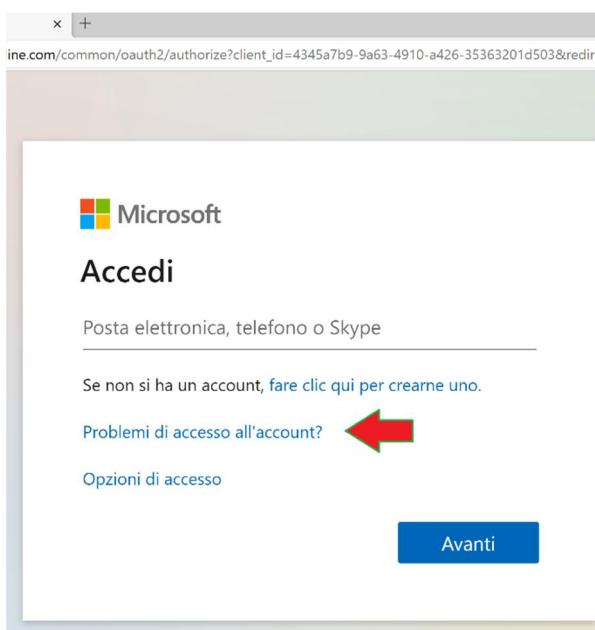 ine.com/common/oauth2/authorize?client_id=4345a7b9-9a63-4910-a426-35363201d503&redir
Microsoft
Accedi
Posta elettronica, telefono o Skype
Se non si ha un account, fare clic qui per crearne uno.
Problemi di accesso all'account?
Opzioni di accesso
Avanti